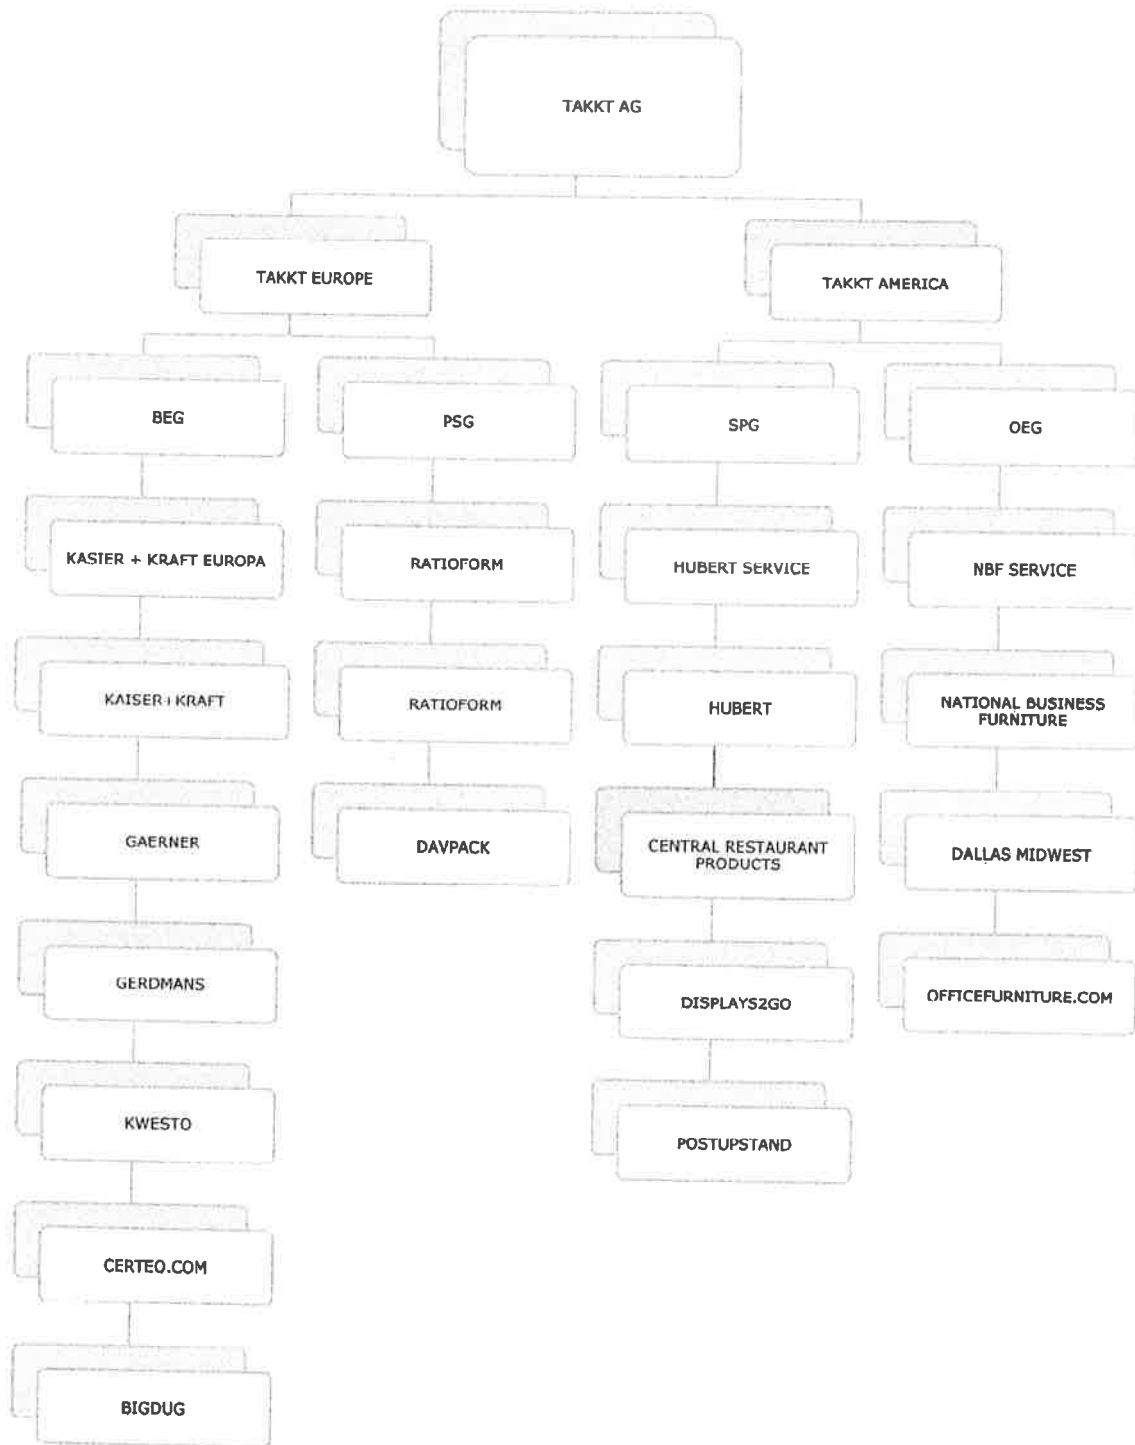 TAKKT AG
TAKKT EUROPE
TAKKT AMERICA
BEG
PSG
SPG
OEG
KASIER + KRAFT EUROPA
RATIOFORM
HUBERT SERVICE
NBF SERVICE
KAISER+KRAFT
RATIOFORM
HUBERT
NATIONAL BUSINESS
FURNITURE
GAERNER
DAVPACK
CENTRAL RESTAURANT
PRODUCTS
DALLAS MIDWEST
GERDMANS
DISPLAYS2GO
OFFICEFURNITURE.COM
KWESTO
POSTUPSTAND
CERTEO.COM
BIGDUG